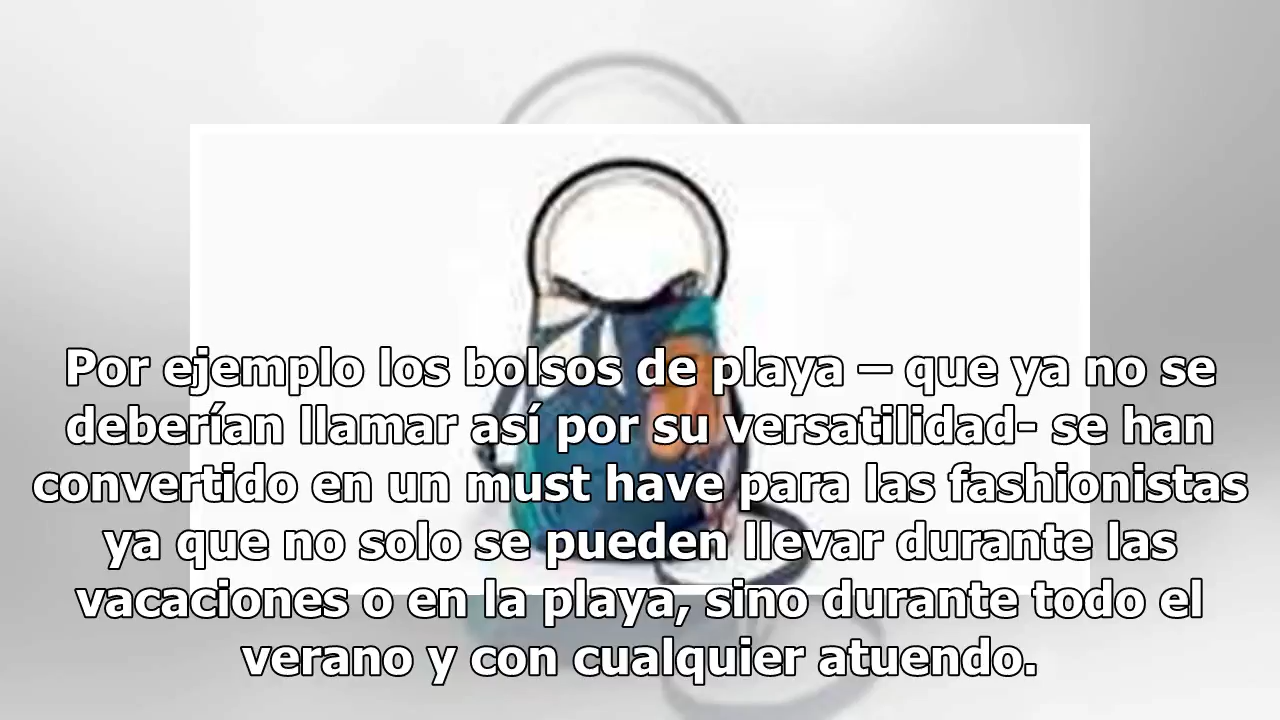 Por ejemplo los bolsos de playa – que ya no se
deberían llamar así por su versatilidad- se han
convertido en un must have para las fashionistas
ya que no solo se pueden llevar durante las
vacaciones o en la playa, sino durante todo el
verano y con cualquier atuendo.